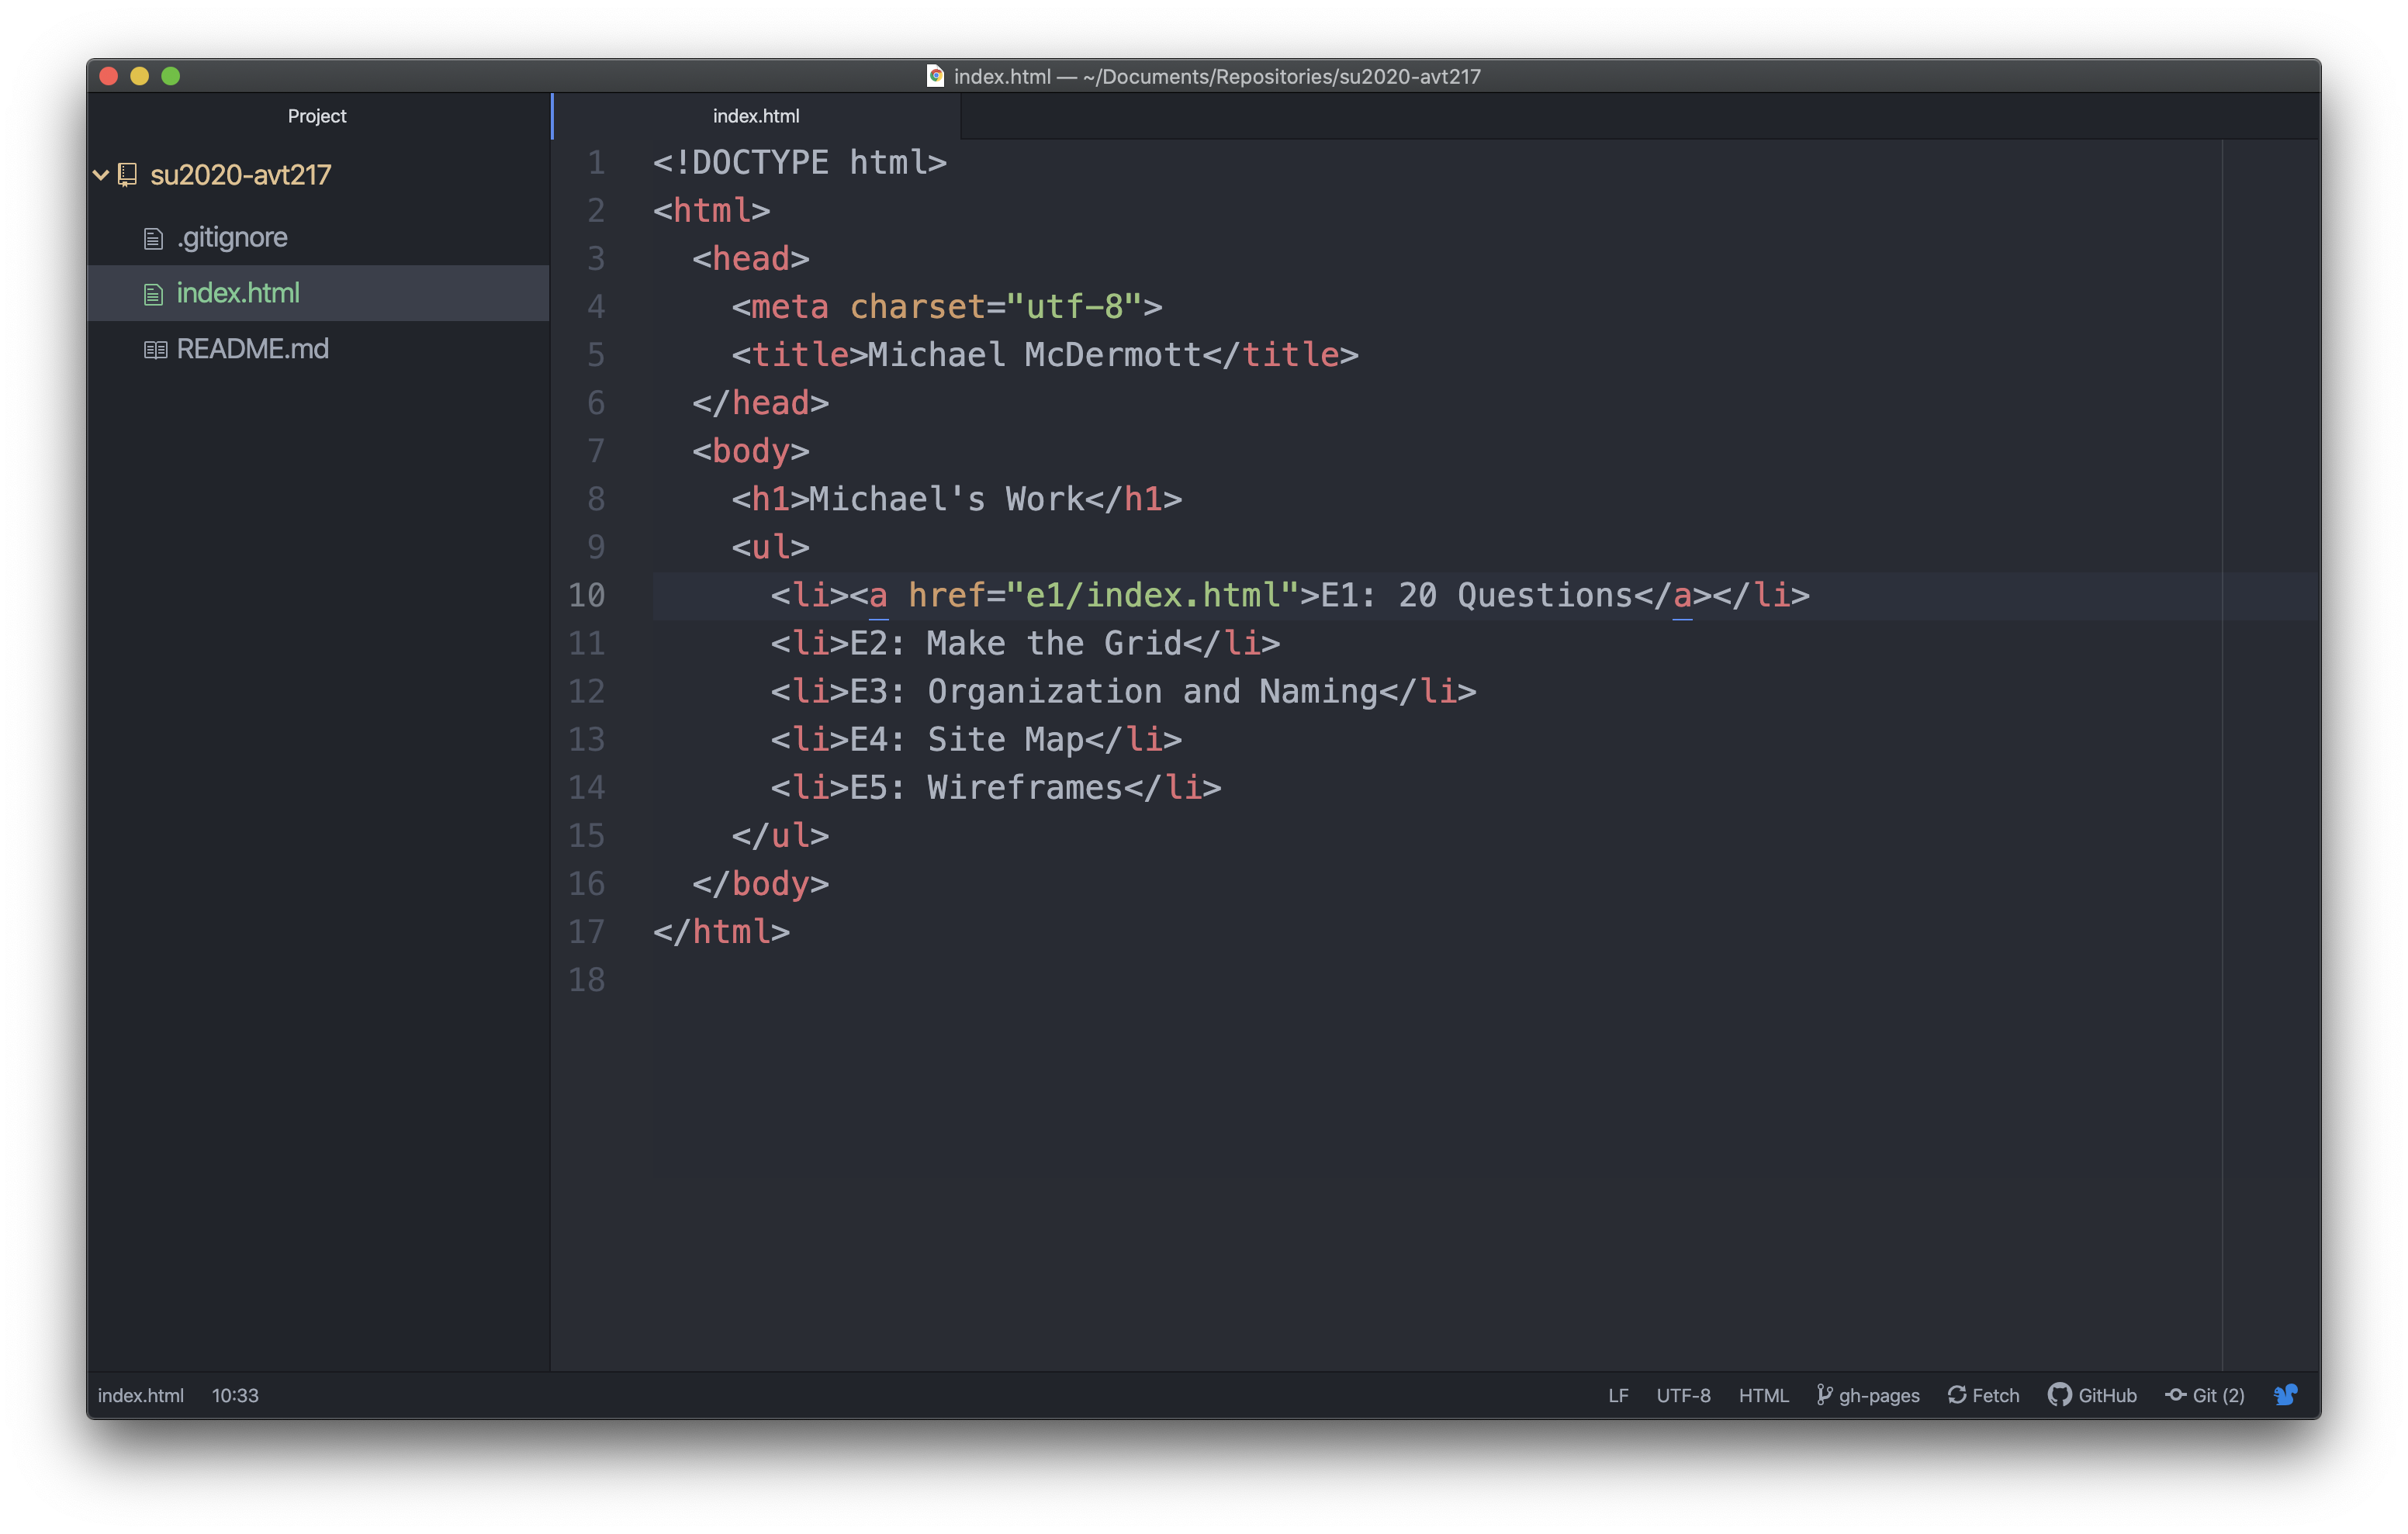 index.html — ~/Documents/Repositories/su2020-avt217
Project
su2020-avt217
.gitignore
index.html
README.md
index.html
1 <!DOCTYPE html>
2 <html>
3   <head>
4     <meta charset="utf-8">
5     <title>Michael McDermott</title>
6   </head>
7   <body>
8     <h1>Michael's Work</h1>
9     <ul>
10       <li><a href="e1/index.html">E1: 20 Questions</a></li>
11       <li>E2: Make the Grid</li>
12       <li>E3: Organization and Naming</li>
13       <li>E4: Site Map</li>
14       <li>E5: Wireframes</li>
15     </ul>
16   </body>
17 </html>
18
index.html 10:33 LF UTF-8 HTML gh-pages Fetch GitHub Git (2)